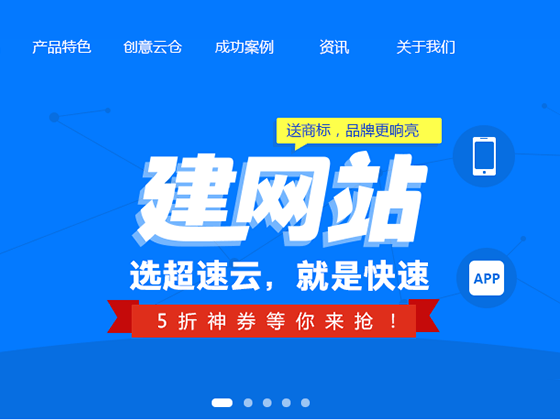 产品特色 创意云仓 成功案例 资讯 关于我们
送商标，品牌更响亮
建网站
选超速云，就是快速
APP
5折神券等你来抢！